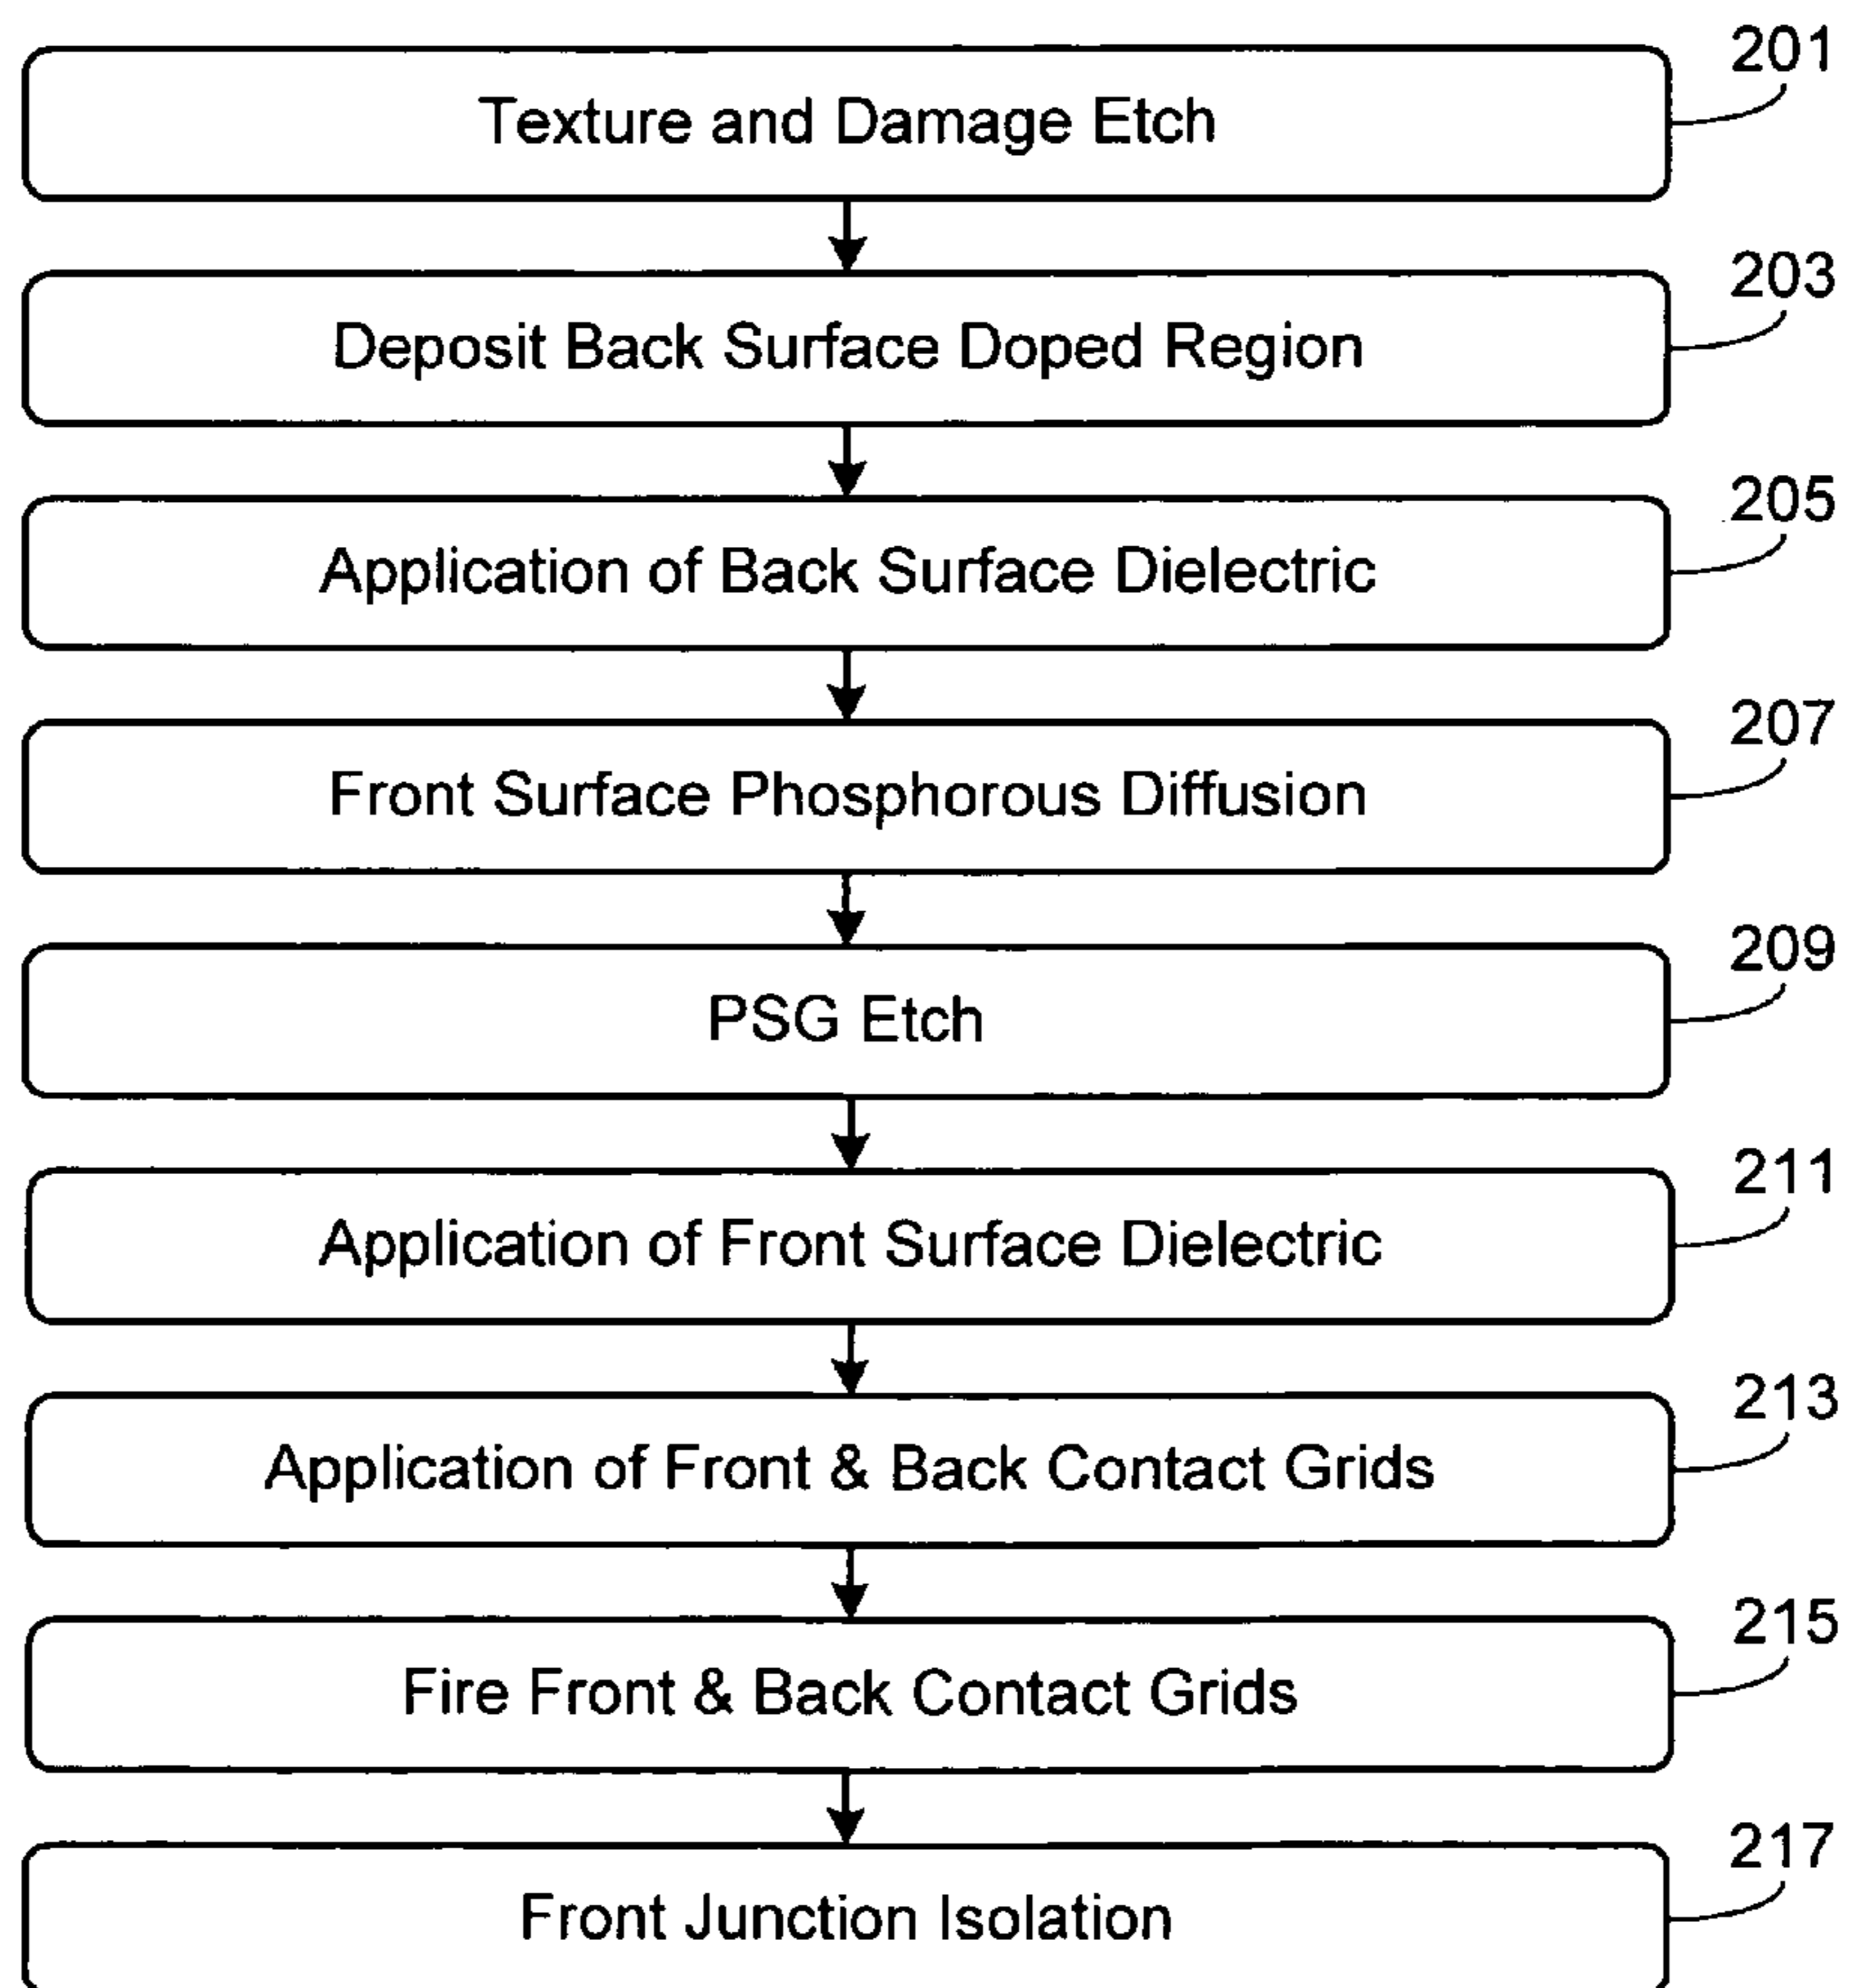 201
Texture and Damage Etch
203
Deposit Back Surface Doped Region
205
Application of Back Surface Dielectric
207
Front Surface Phosphorous Diffusion
209
PSG Etch
211
Application of Front Surface Dielectric
213
Application of Front & Back Contact Grids
215
Fire Front & Back Contact Grids
217
Front Junction Isolation